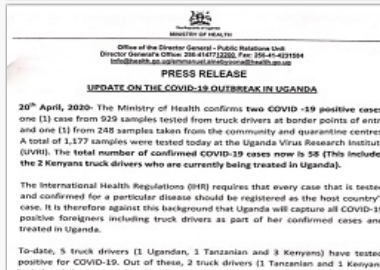 The Republic of Uganda
MINISTRY OF HEALTH
Office of the Director General - Public Relations Unit
Director General's Office:
PRESS RELEASE
UPDATE ON THE COVID-19 OUTBREAK IN UGANDA
20th April, 2020- The Ministry of Health confirms two COVID -19 positive cases
one (1) case from 929 samples tested from truck drivers at border points of entr
and one (1) from 248 samples taken from the community and quarantine centres
A total of 1,177 samples were tested today at the Uganda Virus Research Institut
(UVRI). The total number of confirmed COVID-19 cases now is 58 (This include
the 2 Kenyans truck drivers who are currently being treated in Uganda).
The International Health Regulations (IHR) requires that every case that is teste
and confirmed for a particular disease should be registered as the host country'
case. It is therefore against this background that Uganda will capture all COVID-19
positive foreigners including truck drivers as part of her confirmed cases and
treated in Uganda.
To-date, 5 truck drivers (1 Ugandan, 1 Tanzanian and 3 Kenyans) have tested
positive for COVID-19. Out of these, 2 truck drivers (1 Tanzanian and 1 Kenyan